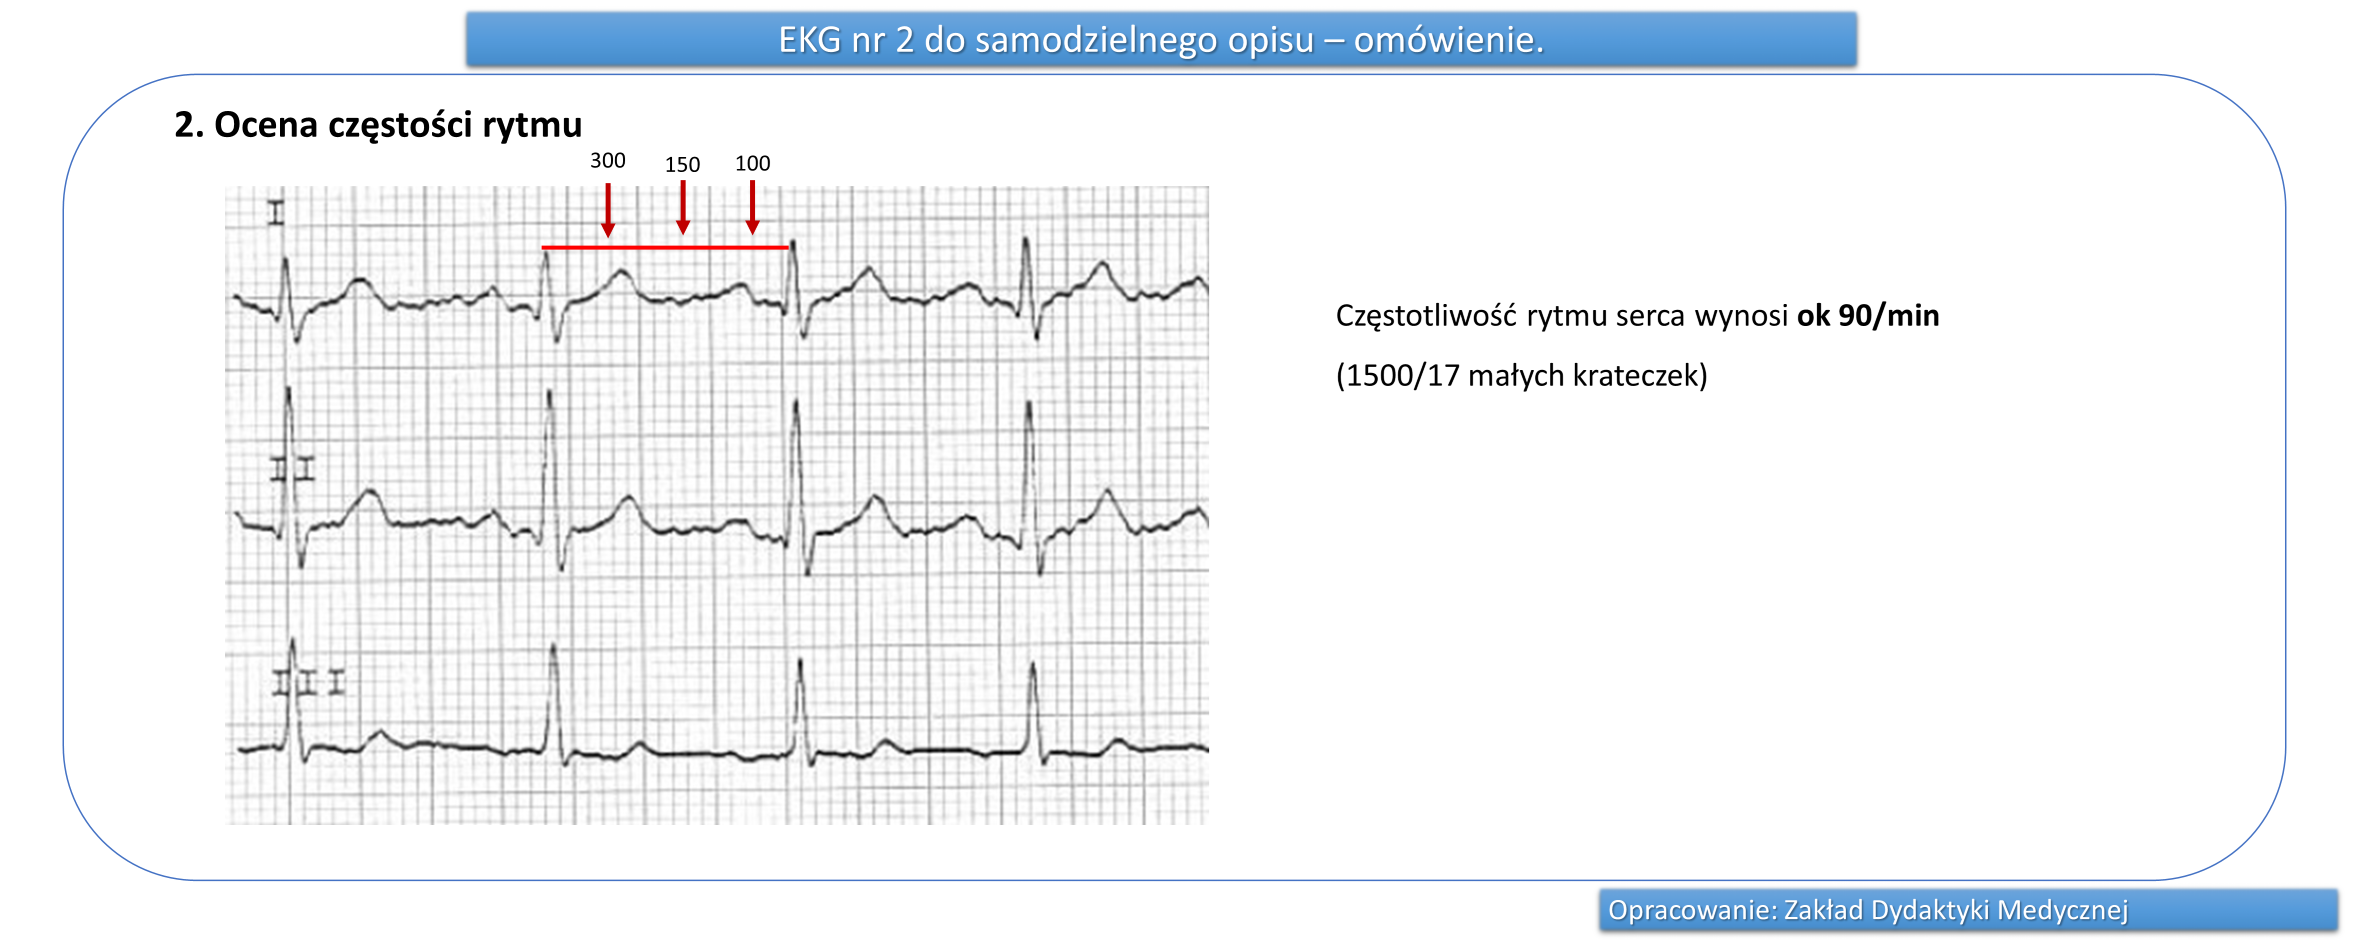 EKG nr 2 do samodzielnego opisu – omówienie.
2. Ocena częstości rytmu
300 150 100
I
Częstotliwość rytmu serca wynosi ok 90/min
(1500/17 małych krateczek)
II
III
Opracowanie: Zakład Dydaktyki Medycznej